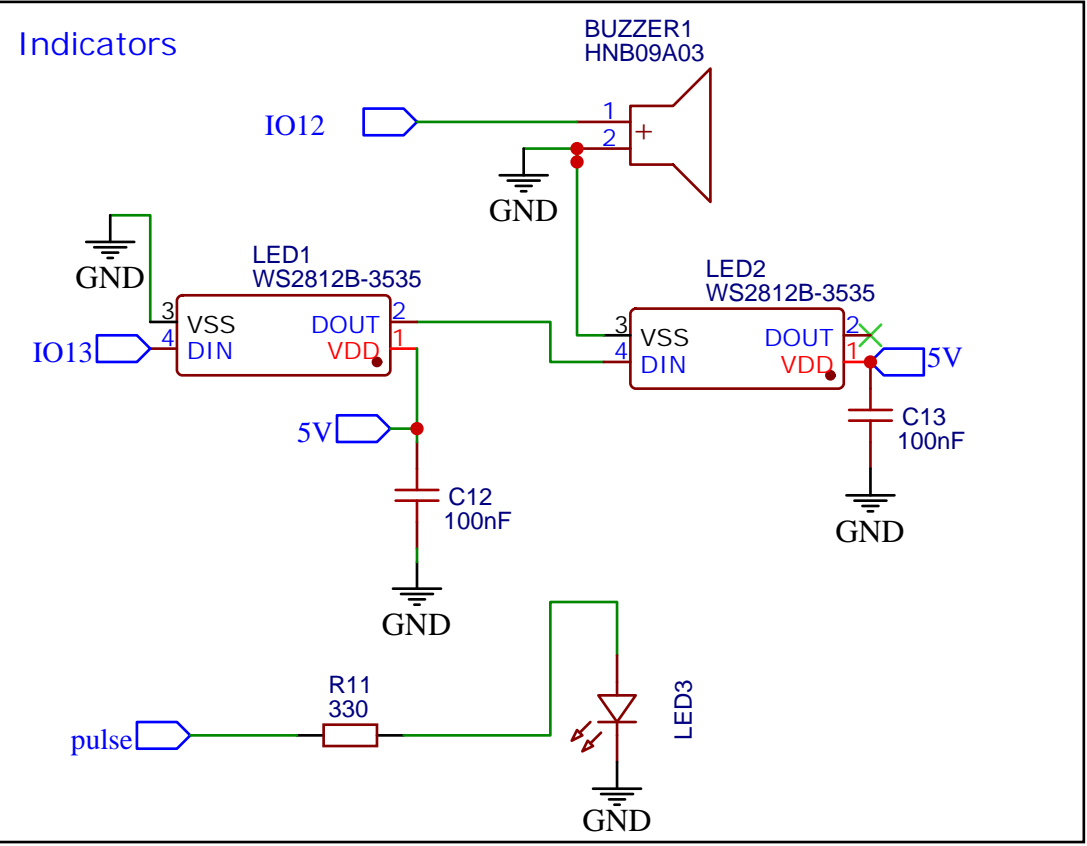 Indicators
BUZZER1
HNB09A03
IO12
1
+
2
GND
GND
LED1
WS2812B-3535
LED2
WS2812B-3535
3
VSS
DOUT
2
IO13
4
DIN
VDD
1
3
VSS
DOUT
2
4
DIN
VDD
1
5V
5V
C13
100nF
C12
100nF
GND
GND
R11
330
LED3
pulse
GND